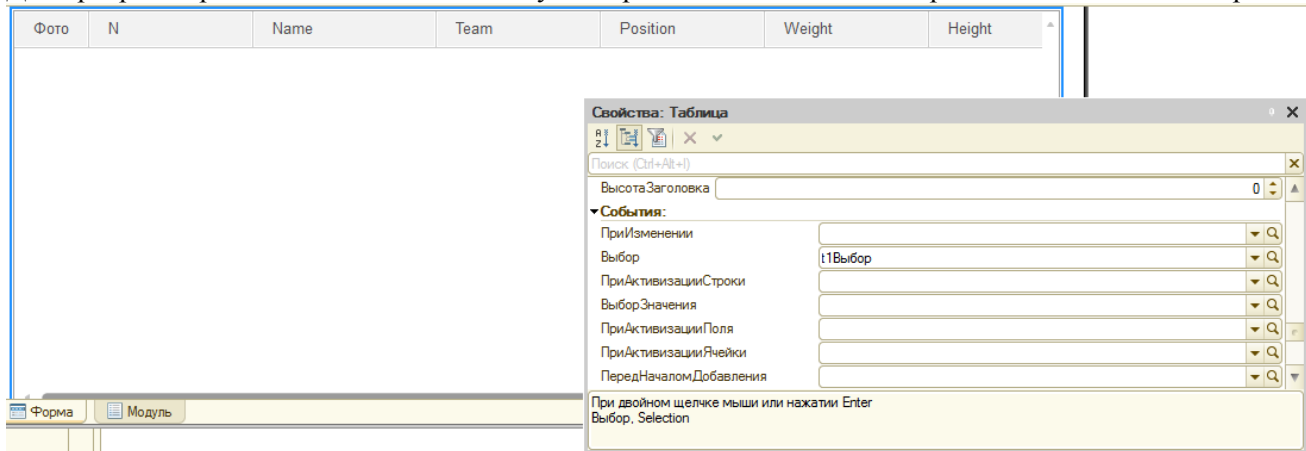 Фото N Name Team Position Weight Height
Свойства: Таблица
Поиск (Ctrl+Alt+I)
ВысотаЗаголовка 0
События:
ПриИзменении
Выбор t1Выбор
ПриАктивизацииСтроки
ВыборЗначения
ПриАктивизацииПоля
ПриАктивизацииЯчейки
ПередНачаломДобавления
При двойном щелчке мыши или нажатии Enter
Выбор, Selection
Форма Модуль